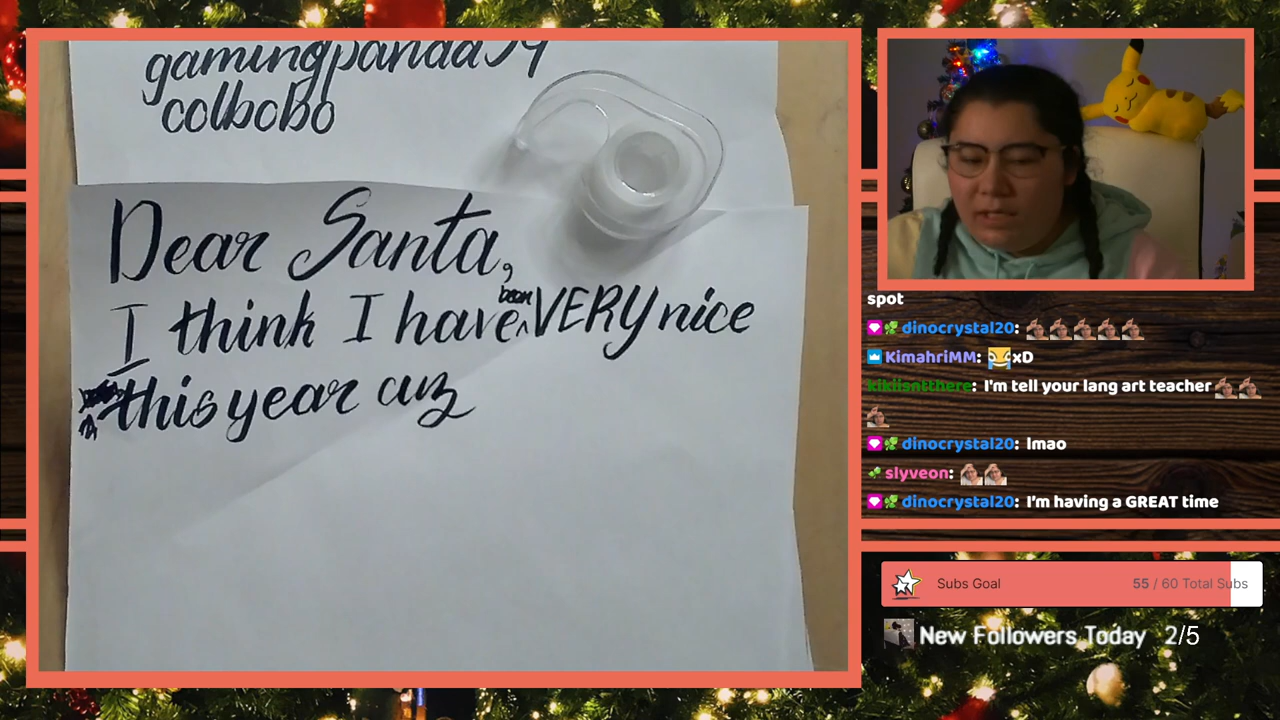 gamingpanda
colbobo
Dear Santa,
I think I have been VERY nice
this year cuz
spot
dinocrystal20:
KimahriMM: xD
kikiisntthere: I'm tell your lang art teacher
dinocrystal20: lmao
slyveon:
dinocrystal20: I'm having a GREAT time
Subs Goal 55 / 60 Total Subs
New Followers Today 2/5